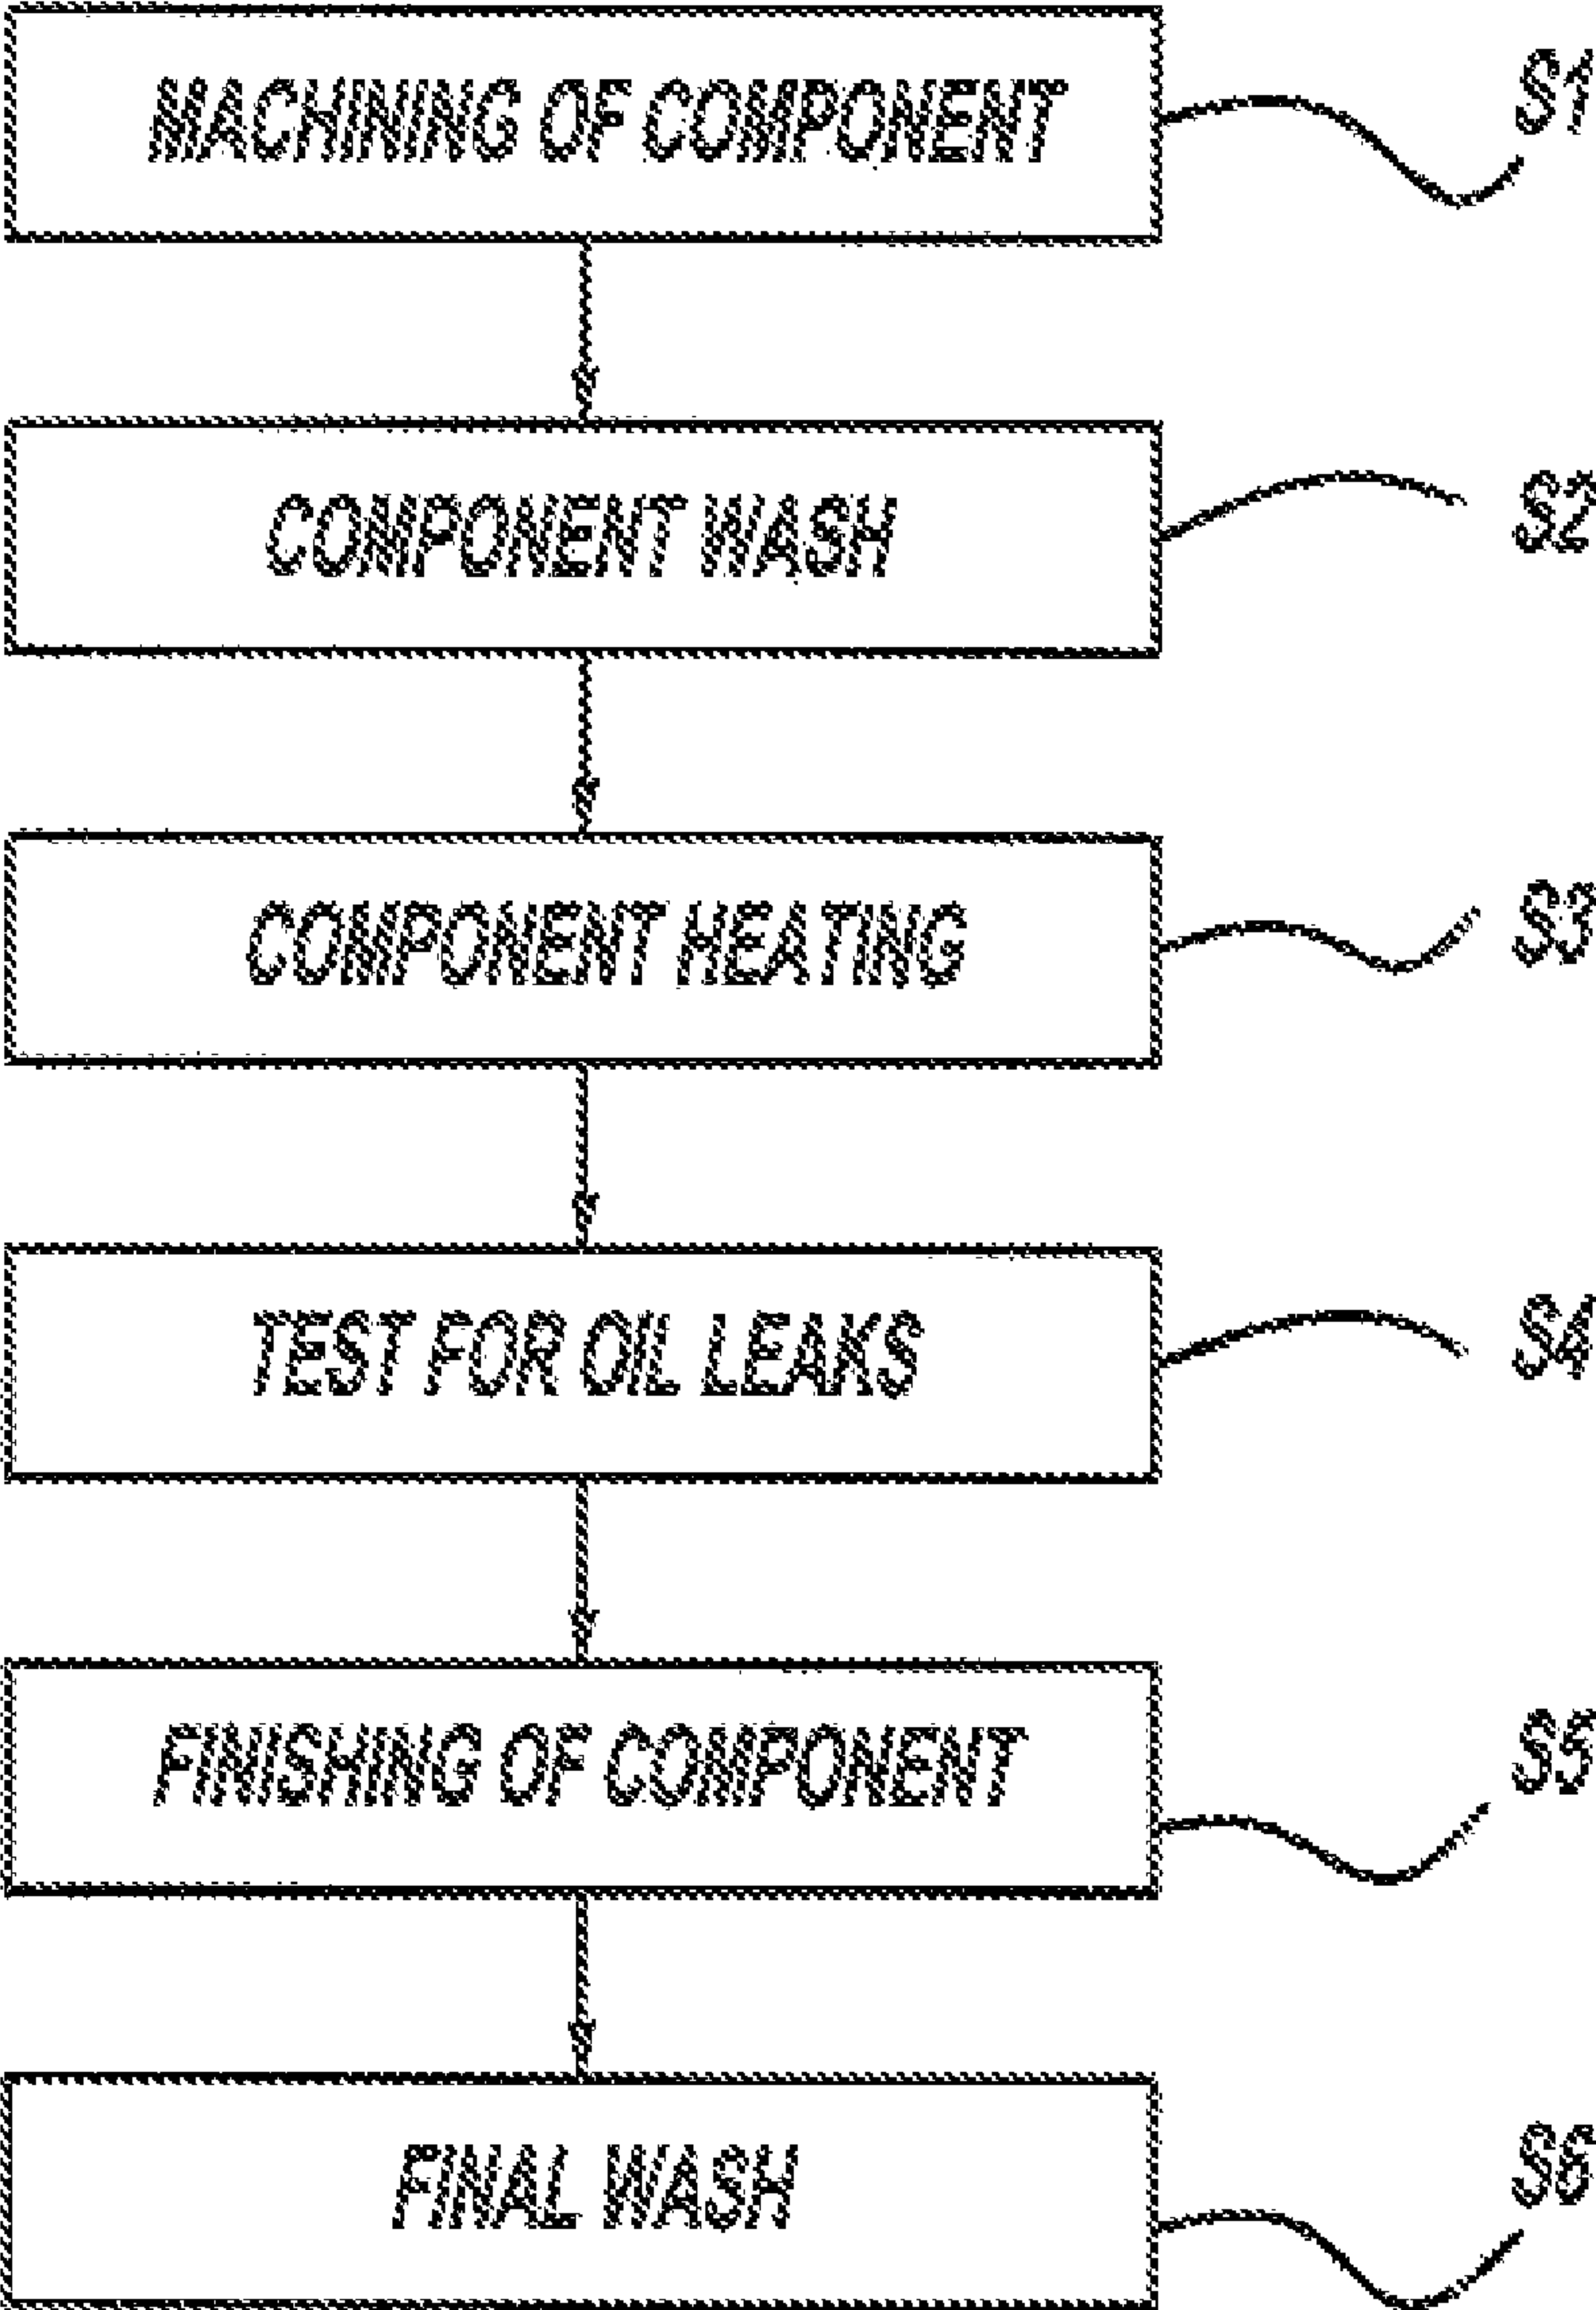 MACHINING OF COMPONENT
S1
COMPONENT WASH
S2
COMPONENT HEATING
S3
TEST FOR OIL LEAKS
S4
FINISHING OF COMPONENT
S5
FINAL WASH
S6